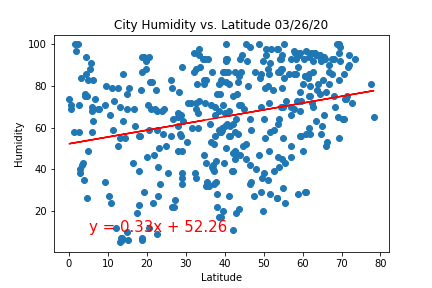 City Humidity vs. Latitude 03/26/20
100
80
60
40
20
Humidity
y = 0.33x + 52.26
0 10 20 30 40 50 60 70 80
Latitude